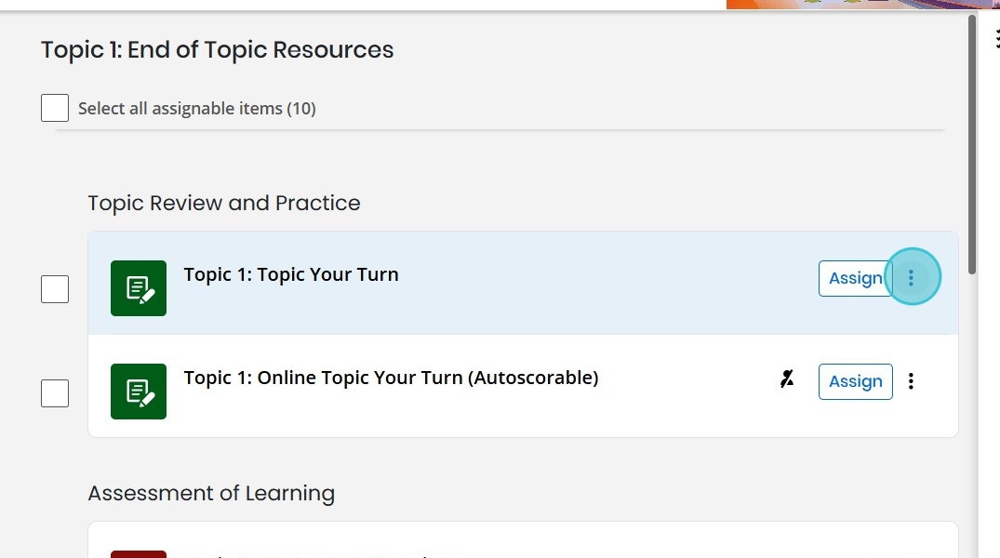 Topic 1: End of Topic Resources
Select all assignable items (10)
Topic Review and Practice
Topic 1: Topic Your Turn
Assign
Topic 1: Online Topic Your Turn (Autoscorable)
Assign
Assessment of Learning